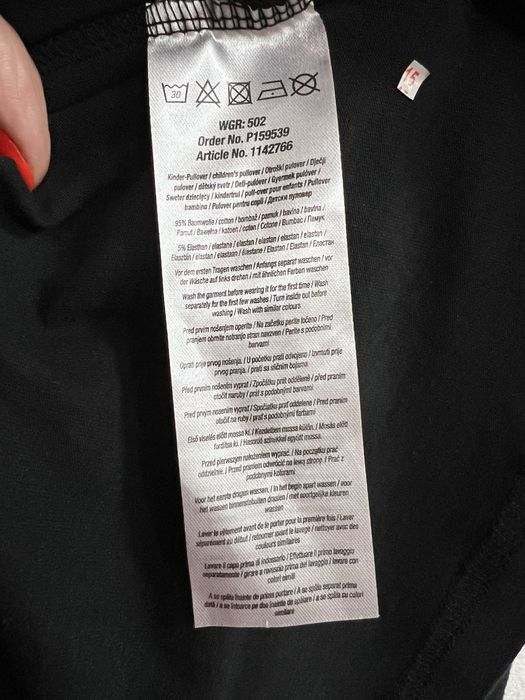 30
15
WGR: 502
Order No. P159539
Article No. 1142766
Kinder-Pullover / children's pullover / Otroški pulover / Dječji
pulover / dětský svetr / Deti-pulóver / Gyermek pulóver /
Sweter dziecięcy / kindertrui / pull-over pour enfants / Pullover
bambino / Pulover pentru copii / Детски пуловер
95% Baumwolle / cotton / bombaž / pamuk / bavlna / bavlna /
Pamut / Bawełna / katoen / coton / Cotone / Bumbac / Памук
5% Elasthan / elastane / elastan / elastan / elastan / elastan /
Elasztán / elastan / elastaan / élastane / Elastan / Elastan / Еластан
Vor dem ersten Tragen waschen / Anfangs separat waschen / vor
der Wäsche auf links drehen / mit ähnlichen Farben waschen
Wash the garment before wearing it for the first time / Wash
separately for the first few washes / Turn inside out before
washing / Wash with similar colours
Pred prvim nošenjem operite / Na začetku perite ločeno / Pred
pranjem obrnite notranjo stran navzven / Perite s podobnimi
barvami
Oprati prije prvog nošenja. / U početku prati odvojeno / Izvrnuti prije
prvog pranja. / prati sa sličnim bojama
Před prvním nošením vyprat / Zpočátku prát odděleně / před praním
otočit naruby / prát s podobnými barvami
Pred prvým nosením vyprať / Spočiatku prať oddelene / Pred praním
otočiť na ruby / prať s podobnými farbami
Első viselés előtt mossa ki. / Kezdetben mossa külön. / Mosás előtt
fordítsa ki. / Hasonló színekkel együtt mossa.
Przed pierwszym nałożeniem wyprać. / Na początku prać
oddzielnie. / Przed praniem odwrócić na lewą stronę. / Prać z
podobnymi kolorami
Voor het eerste dragen wassen. / In het begin apart wassen / voor
het wassen binnenstebuiten draaien / met soortgelijke kleuren
wassen
Laver le vêtement avant de le porter pour la première fois / Laver
séparément au début / retourner avant le lavage / nettoyer avec des
couleurs similaires
Lavare il capo prima di indossarlo / Effettuare il primo lavaggio
separatamente / girare a rovescio prima del lavaggio / lavare con
colori simili
A se spăla înainte de prima purtare / A se spăla separat prima
dată / a se întoarce pe dos înainte de spălare / a se spăla cu culori
similare